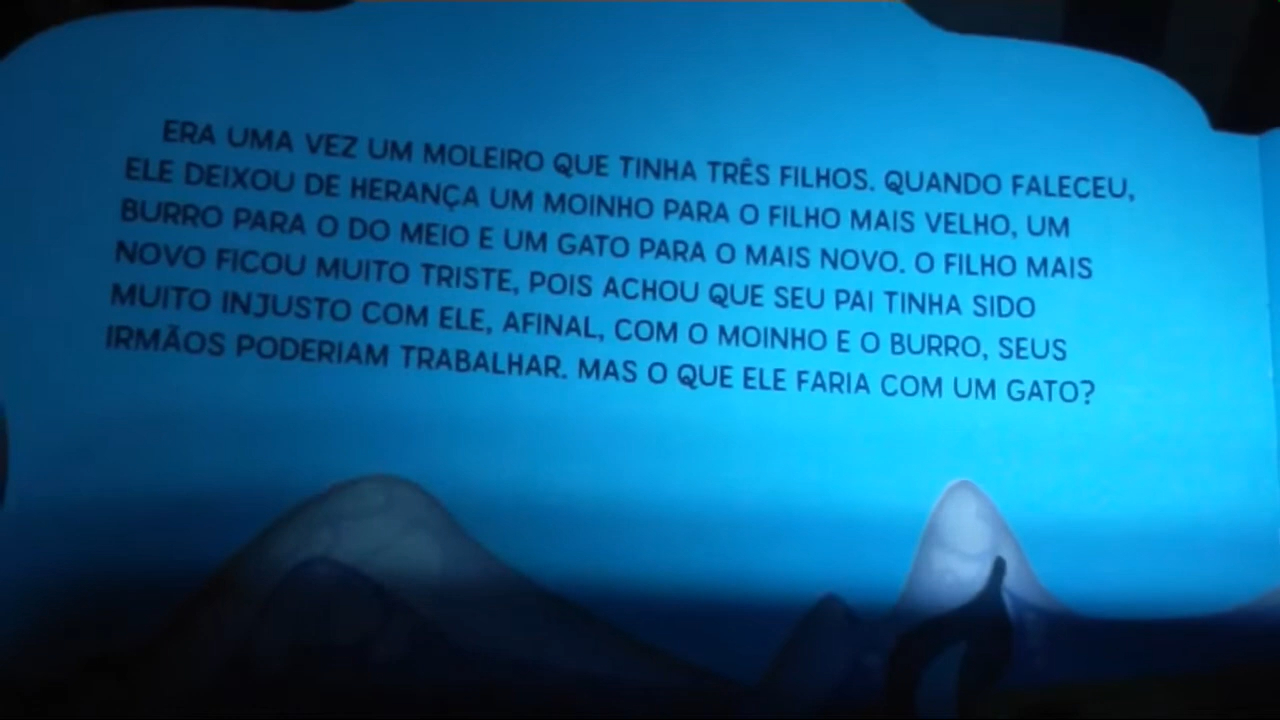 ERA UMA VEZ UM MOLEIRO QUE TINHA TRÊS FILHOS. QUANDO FALECEU,
ELE DEIXOU DE HERANÇA UM MOINHO PARA O FILHO MAIS VELHO, UM
BURRO PARA O DO MEIO E UM GATO PARA O MAIS NOVO. O FILHO MAIS
NOVO FICOU MUITO TRISTE, POIS ACHOU QUE SEU PAI TINHA SIDO
MUITO INJUSTO COM ELE, AFINAL, COM O MOINHO E O BURRO, SEUS
IRMÃOS PODERIAM TRABALHAR. MAS O QUE ELE FARIA COM UM GATO?